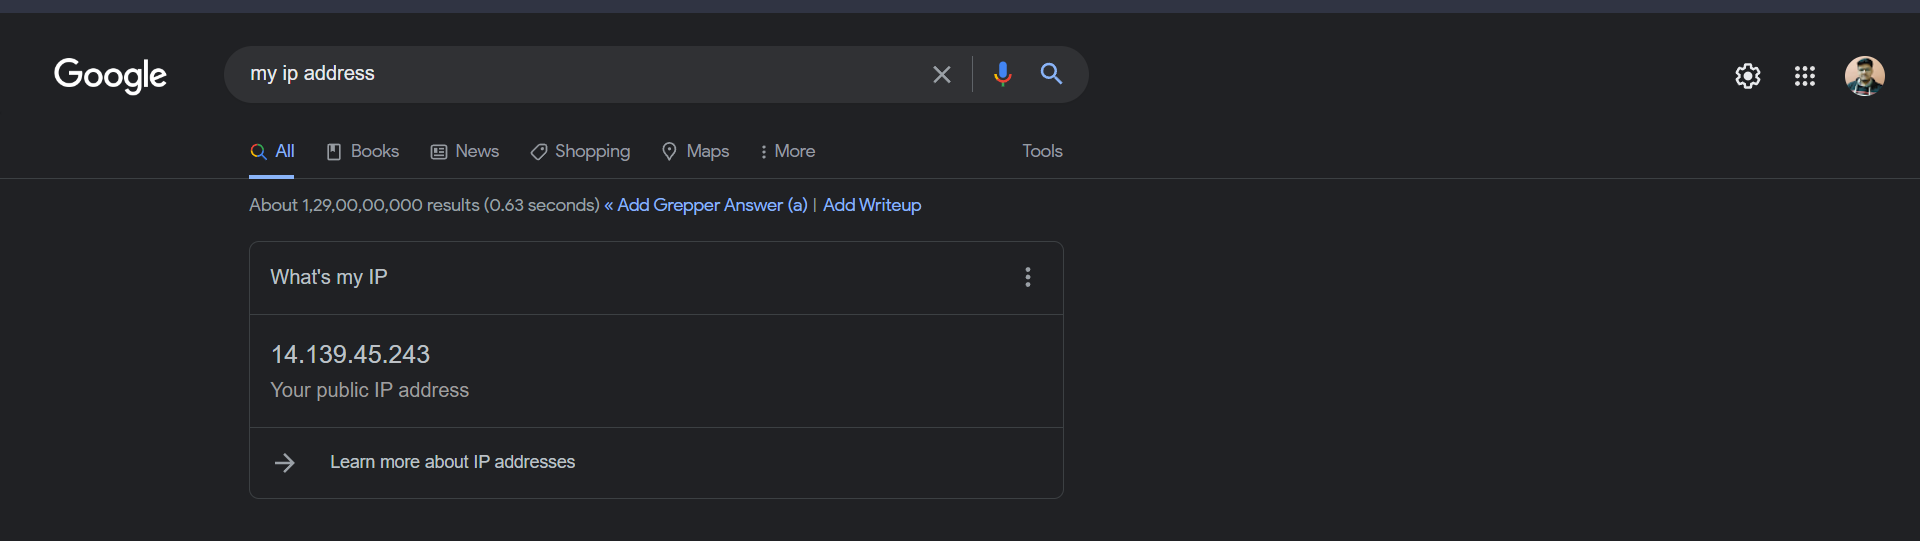 Google
my ip address
All Books News Shopping Maps More Tools
About 1,29,00,00,000 results (0.63 seconds) « Add Grepper Answer (a) | Add Writeup
What's my IP
14.139.45.243
Your public IP address
Learn more about IP addresses